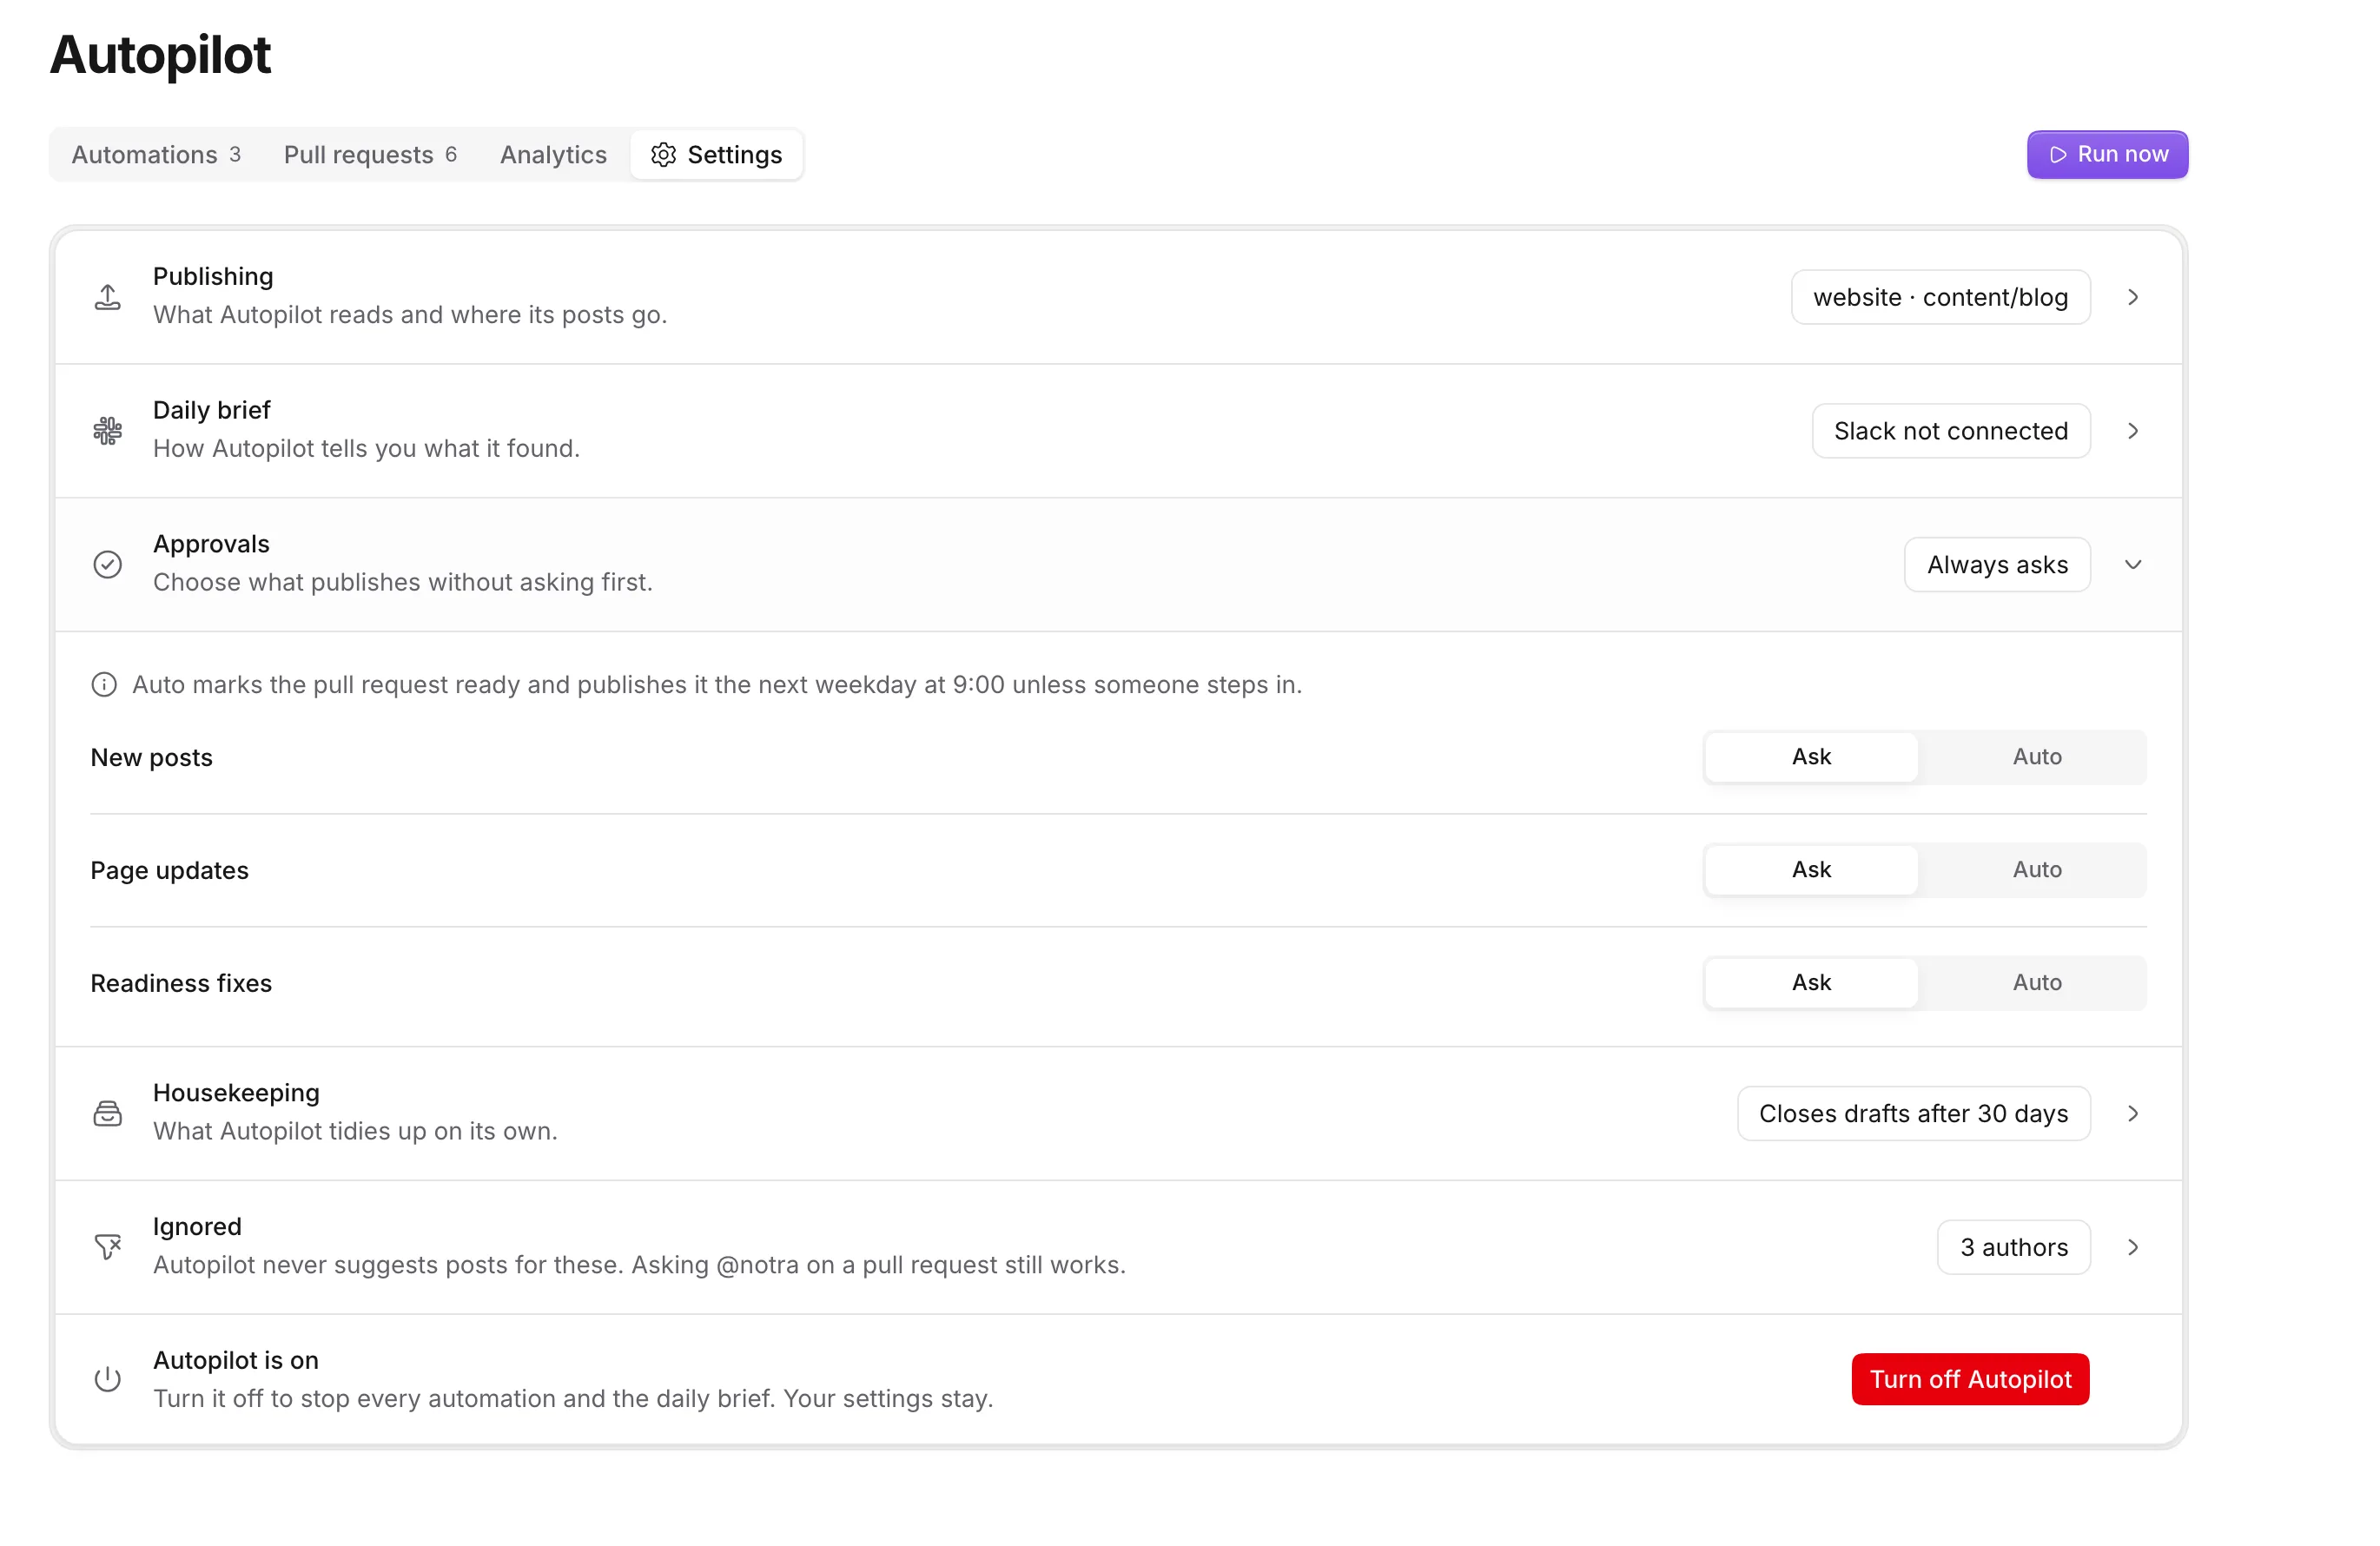 Autopilot
Automations 3 Pull requests 6 Analytics Settings Run now
Publishing
What Autopilot reads and where its posts go.
website · content/blog
Daily brief
How Autopilot tells you what it found.
Slack not connected
Approvals
Choose what publishes without asking first.
Always asks
Auto marks the pull request ready and publishes it the next weekday at 9:00 unless someone steps in.
New posts Ask Auto
Page updates Ask Auto
Readiness fixes Ask Auto
Housekeeping
What Autopilot tidies up on its own.
Closes drafts after 30 days
Ignored
Autopilot never suggests posts for these. Asking @notra on a pull request still works.
3 authors
Autopilot is on
Turn it off to stop every automation and the daily brief. Your settings stay.
Turn off Autopilot